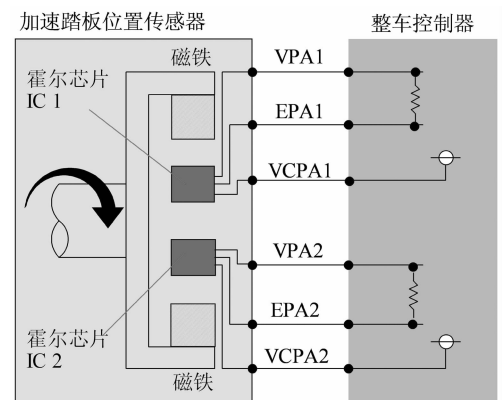 加速踏板位置传感器
整车控制器
磁铁
霍尔芯片
IC 1
VPA1
EPA1
VCPA1
VPA2
EPA2
VCPA2
霍尔芯片
IC 2
磁铁